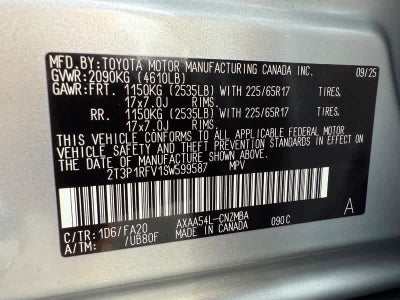 MFD.BY:TOYOTA MOTOR MANUFACTURING CANADA INC. 09/25
GVWR:2090KG (4610LB)
GAWR:FRT. 1150KG (2535LB) WITH 225/65R17 TIRES,
17x7.0J RIMS.
RR. 1150KG (2535LB) WITH 225/65R17 TIRES,
17x7.0J RIMS.
THIS VEHICLE CONFORMS TO ALL APPLICABLE FEDERAL MOTOR
VEHICLE SAFETY AND THEFT PREVENTION STANDARDS IN EFFECT
ON THE DATE OF MANUFACTURE SHOWN ABOVE.
2T3P1RFV1SW599587 MPV
C/TR:1D6/FA20 AXAA54L-CNZMBA 090C A
A/TM: /UB80F MADE IN CANADA